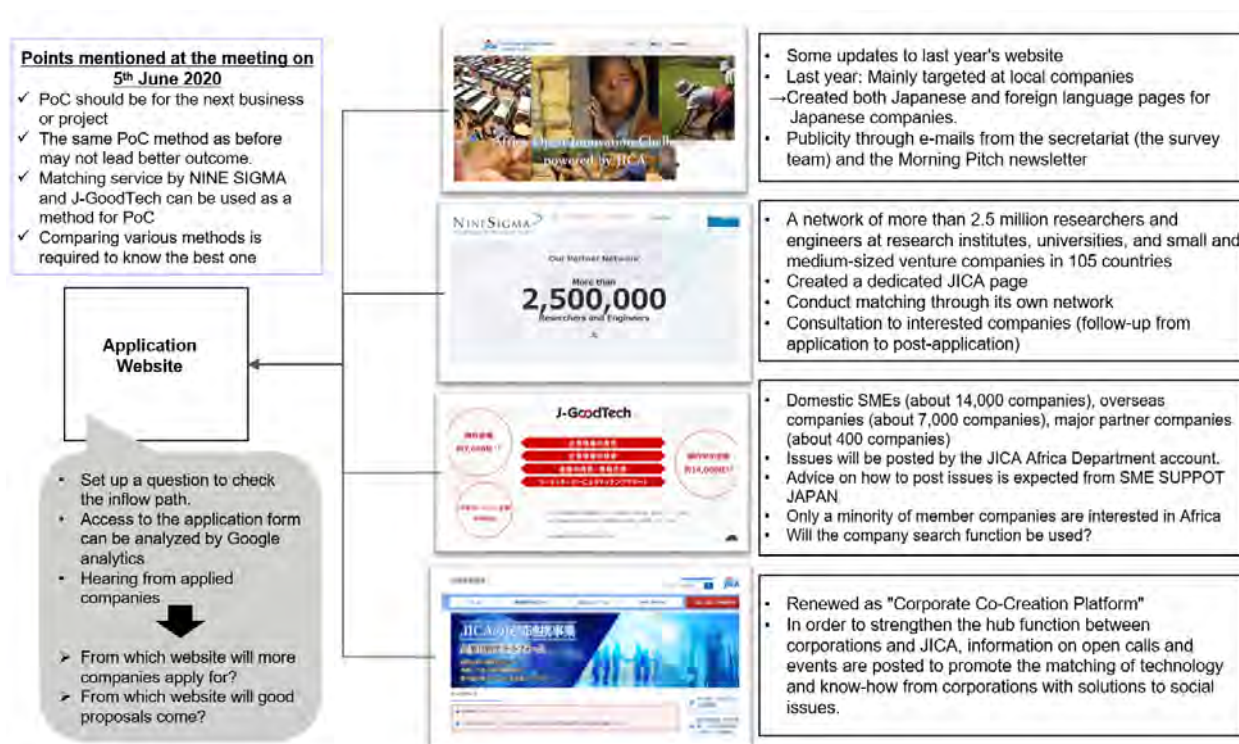 Points mentioned at the meeting on
5th June 2020
✓ PoC should be for the next business
or project
✓ The same PoC method as before
may not lead better outcome.
✓ Matching service by NINE SIGMA
and J-GoodTech can be used as a
method for PoC
✓ Comparing various methods is
required to know the best one
Application
Website
• Set up a question to check
the inflow path.
• Access to the application form
can be analyzed by Google
analytics
• Hearing from applied
companies
➢ From which website will more
companies apply for?
➢ From which website will good
proposals come?
Africa Open Innovation Chall
powered by JICA
• Some updates to last year's website
• Last year: Mainly targeted at local companies
→Created both Japanese and foreign language pages for
Japanese companies.
• Publicity through e-mails from the secretariat (the survey
team) and the Morning Pitch newsletter
NINESIGMA
Our Partner Network
More than
2,500,000
Researchers and Engineers
• A network of more than 2.5 million researchers and
engineers at research institutes, universities, and small and
medium-sized venture companies in 105 countries
• Created a dedicated JICA page
• Conduct matching through its own network
• Consultation to interested companies (follow-up from
application to post-application)
J-GoodTech
• Domestic SMEs (about 14,000 companies), overseas
companies (about 7,000 companies), major partner companies
(about 400 companies)
• Issues will be posted by the JICA Africa Department account.
• Advice on how to post issues is expected from SME SUPPOT
JAPAN
• Only a minority of member companies are interested in Africa
• Will the company search function be used?
• Renewed as "Corporate Co-Creation Platform"
• In order to strengthen the hub function between
corporations and JICA, information on open calls and
events are posted to promote the matching of technology
and know-how from corporations with solutions to social
issues.